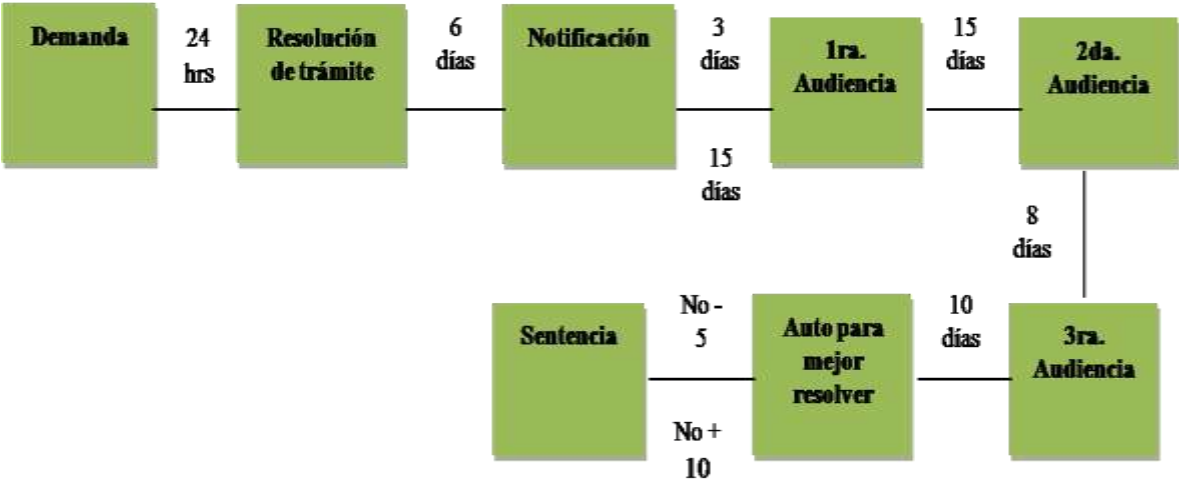 Demanda
24
hrs
Resolución
de trámite
6
días
Notificación
3
días
15
días
1ra.
Audiencia
15
días
2da.
Audiencia
8
días
3ra.
Audiencia
10
días
Auto para
mejor
resolver
No -
5
No +
10
Sentencia